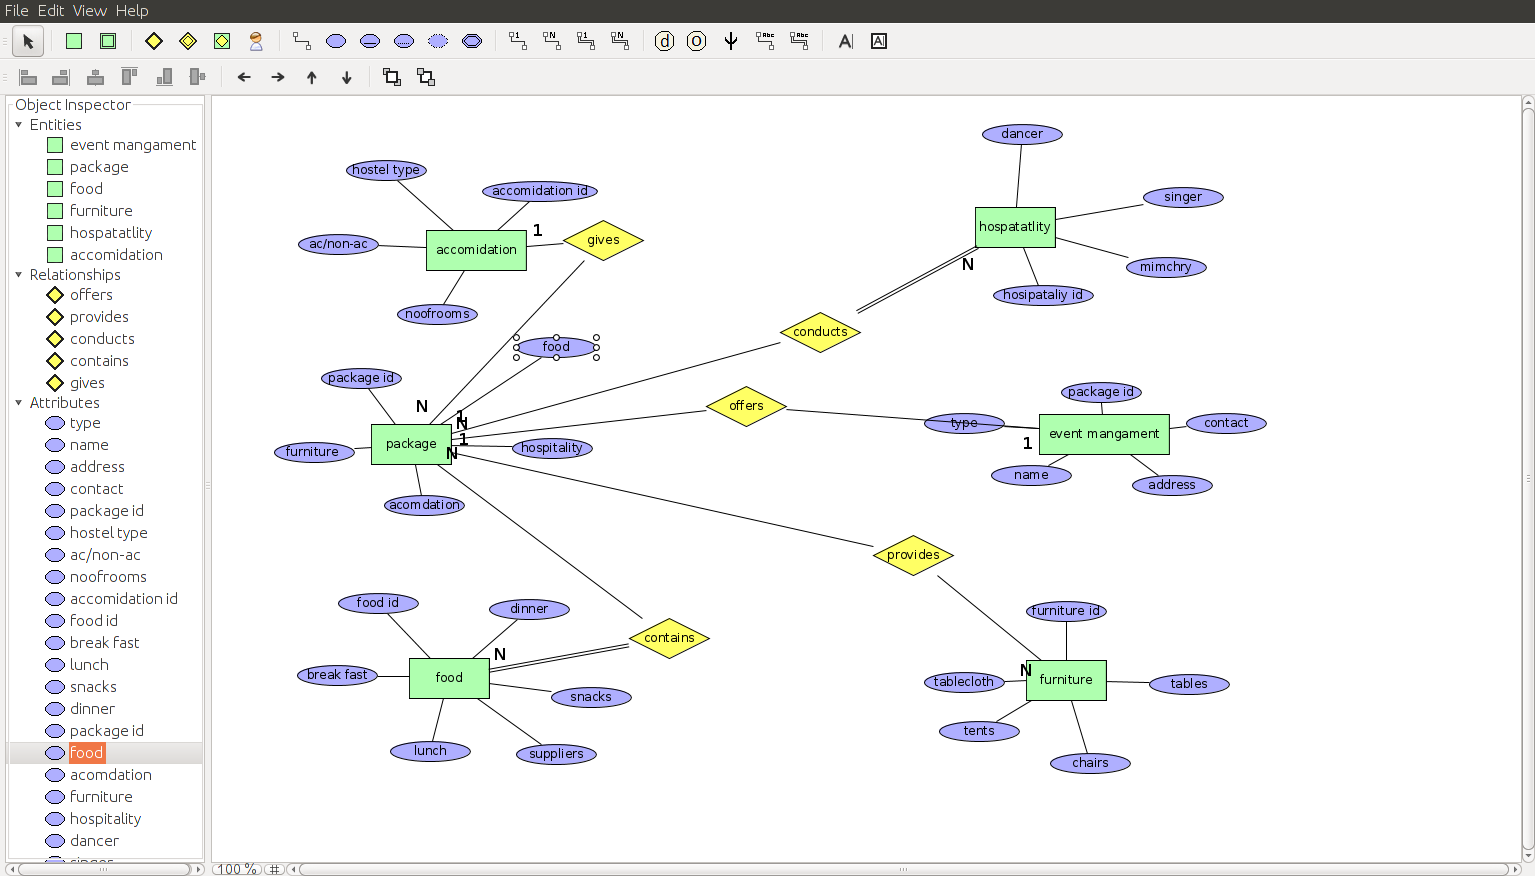 File Edit View Help
1 N 1 N d o Abc Abc A A
Object Inspector
Entities
event mangament
package
food
furniture
hospatatlity
accomidation
Relationships
offers
provides
conducts
contains
gives
Attributes
type
name
address
contact
package id
hostel type
ac/non-ac
noofrooms
accomidation id
food id
break fast
lunch
snacks
dinner
package id
food
acomdation
furniture
hospitality
dancer
singer
dancer
hostel type
accomidation id
singer
1
gives
hospatatlity
ac/non-ac
accomidation
N
mimchry
hosipataliy id
noofrooms
conducts
food
package id
package id
N
offers
1
N
type
contact
event mangament
1
package
1
hospitality
furniture
N
name
address
acomdation
provides
food id
dinner
furniture id
contains
N
food
break fast
snacks
N
furniture
tablecloth
tables
tents
lunch
suppliers
chairs
100 %